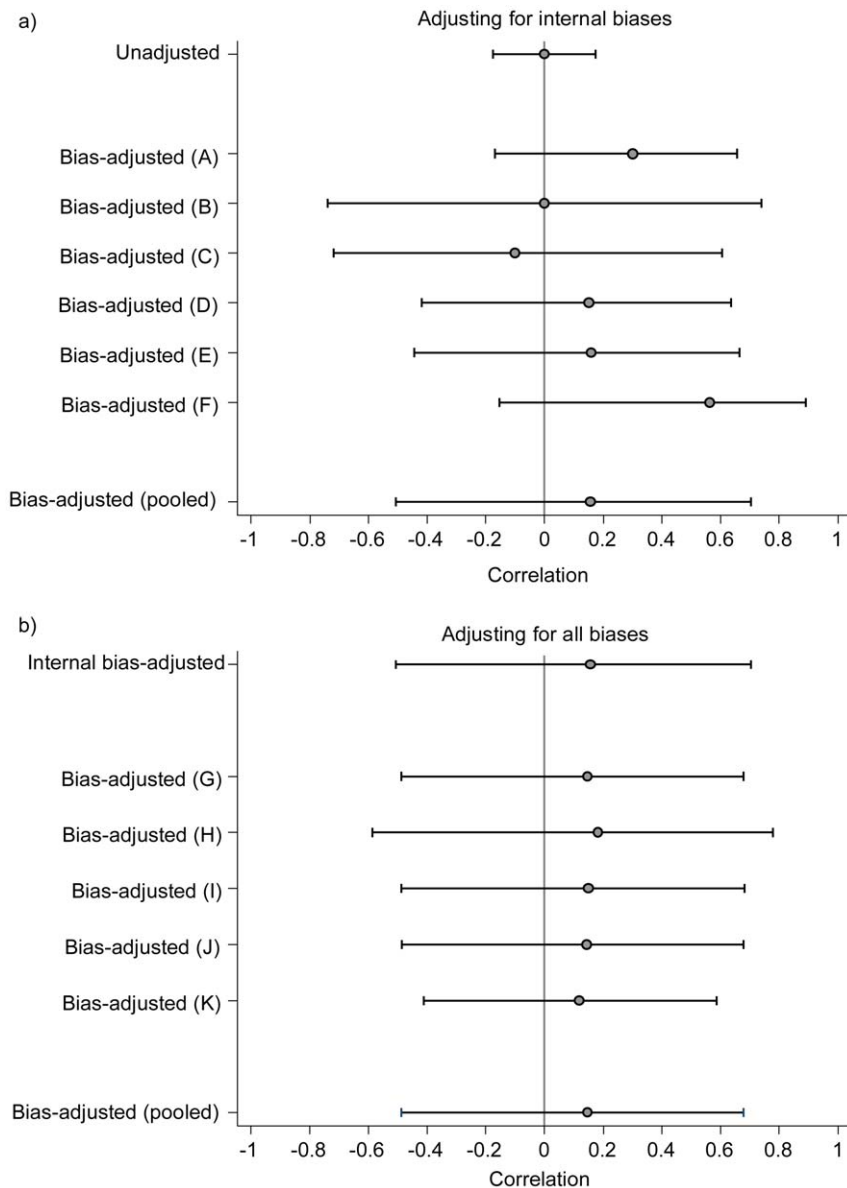 a)
Adjusting for internal biases
Unadjusted
Bias-adjusted (A)
Bias-adjusted (B)
Bias-adjusted (C)
Bias-adjusted (D)
Bias-adjusted (E)
Bias-adjusted (F)
Bias-adjusted (pooled)
-1 -0.8 -0.6 -0.4 -0.2 0 0.2 0.4 0.6 0.8 1
Correlation
b)
Adjusting for all biases
Internal bias-adjusted
Bias-adjusted (G)
Bias-adjusted (H)
Bias-adjusted (I)
Bias-adjusted (J)
Bias-adjusted (K)
Bias-adjusted (pooled)
-1 -0.8 -0.6 -0.4 -0.2 0 0.2 0.4 0.6 0.8 1
Correlation